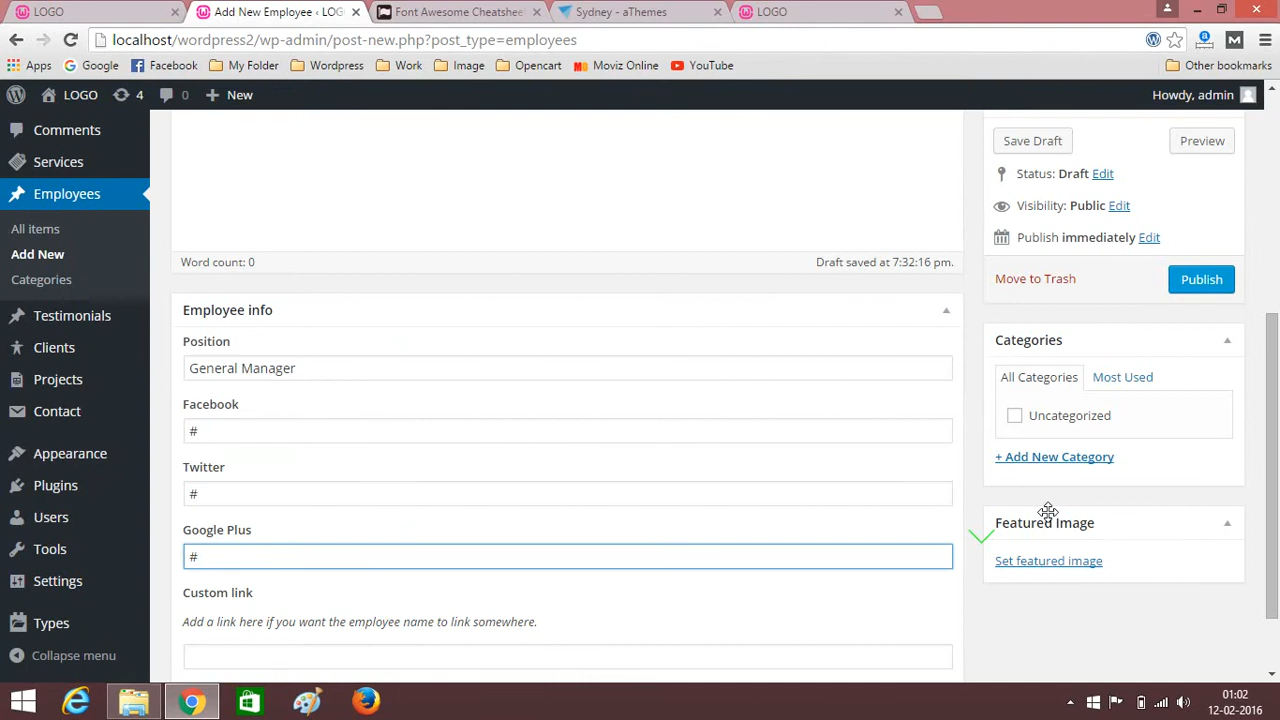 LOGO
Add New Employee ‹ LOG
Font Awesome Cheatshee
Sydney - aThemes
LOGO
localhost/wordpress2/wp-admin/post-new.php?post_type=employees
Apps
Google
Facebook
My Folder
Wordpress
Work
Image
Opencart
Moviz Online
YouTube
Other bookmarks
LOGO
4
0
New
Howdy, admin
Comments
Services
Employees
All items
Add New
Categories
Testimonials
Clients
Projects
Contact
Appearance
Plugins
Users
Tools
Settings
Types
Collapse menu
Word count: 0
Draft saved at 7:32:16 pm.
Employee info
Position
General Manager
Facebook
#
Twitter
#
Google Plus
#
Custom link
Add a link here if you want the employee name to link somewhere.
Save Draft
Preview
Status: Draft Edit
Visibility: Public Edit
Publish immediately Edit
Move to Trash
Publish
Categories
All Categories
Most Used
Uncategorized
+ Add New Category
Featured Image
Set featured image
01:02
12-02-2016